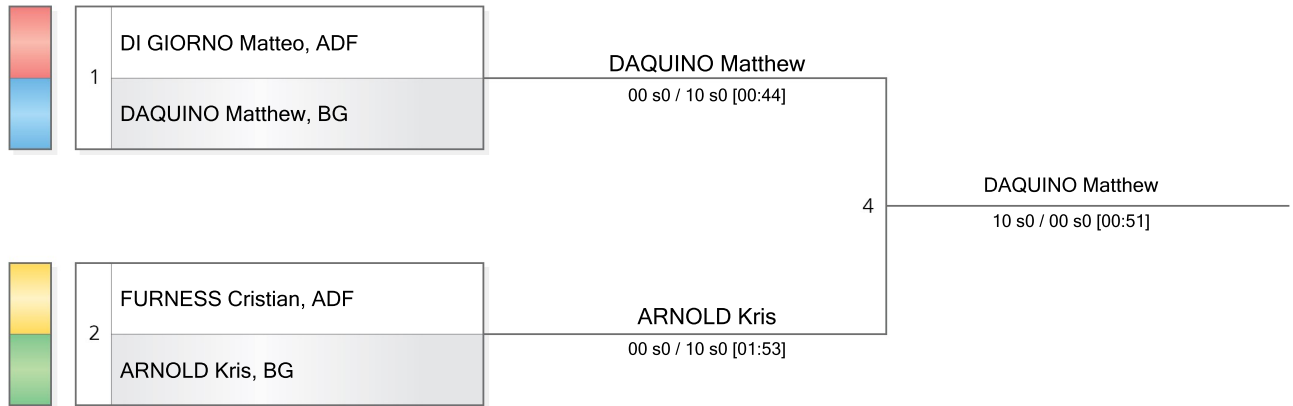 DI GIORNO Matteo, ADF
1
DAQUINO Matthew, BG
DAQUINO Matthew
00 s0 / 10 s0 [00:44]
4
DAQUINO Matthew
10 s0 / 00 s0 [00:51]
FURNESS Cristian, ADF
2
ARNOLD Kris, BG
ARNOLD Kris
00 s0 / 10 s0 [01:53]